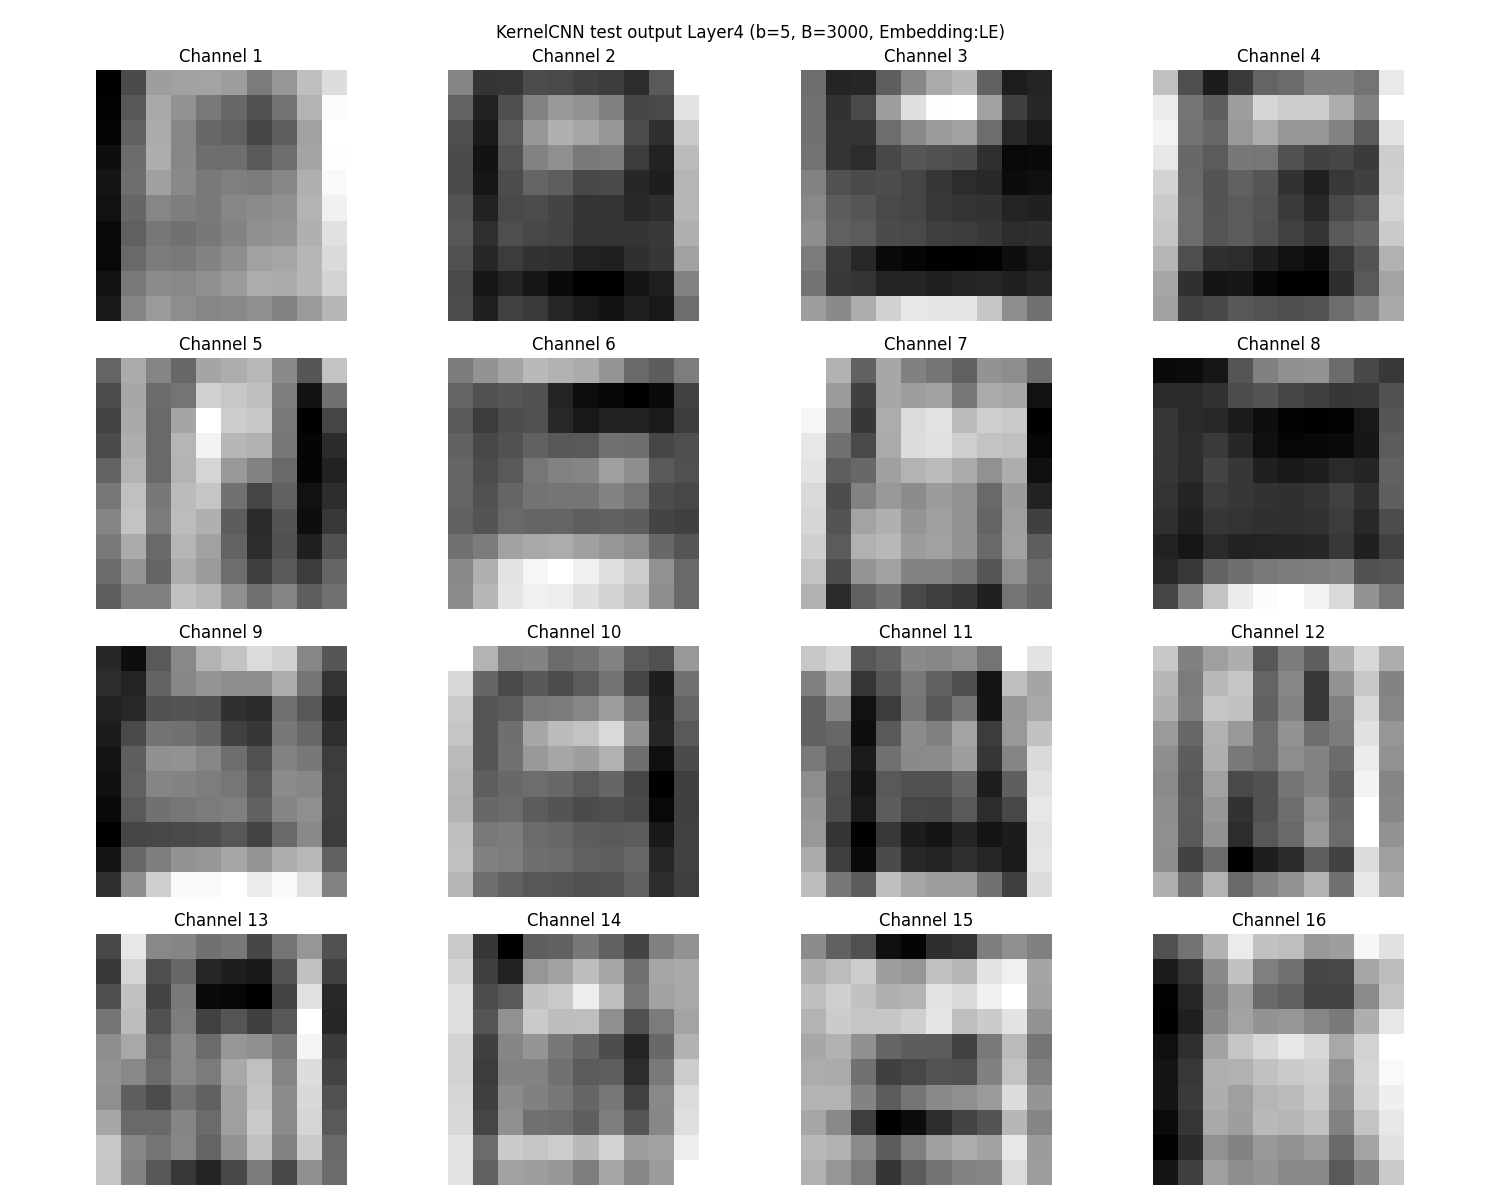 KernelCNN test output Layer4 (b=5, B=3000, Embedding:LE)
Channel 1
Channel 2
Channel 3
Channel 4
Channel 5
Channel 6
Channel 7
Channel 8
Channel 9
Channel 10
Channel 11
Channel 12
Channel 13
Channel 14
Channel 15
Channel 16